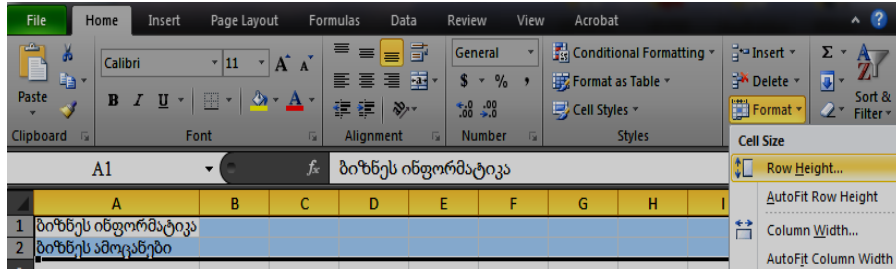 File Home Insert Page Layout Formulas Data Review View Acrobat
Calibri 11 A A General Conditional Formatting Insert Σ
Paste B I U A $ % , Format as Table Delete
.00 .00 Cell Styles Format Sort & Filter
Clipboard Font Alignment Number Styles Cell Size
A1 fx ბიზნეს ინფორმატიკა Row Height...
A B C D E F G H I AutoFit Row Height
1 ბიზნეს ინფორმატიკა Column Width...
2 ბიზნეს ამოცანები AutoFit Column Width